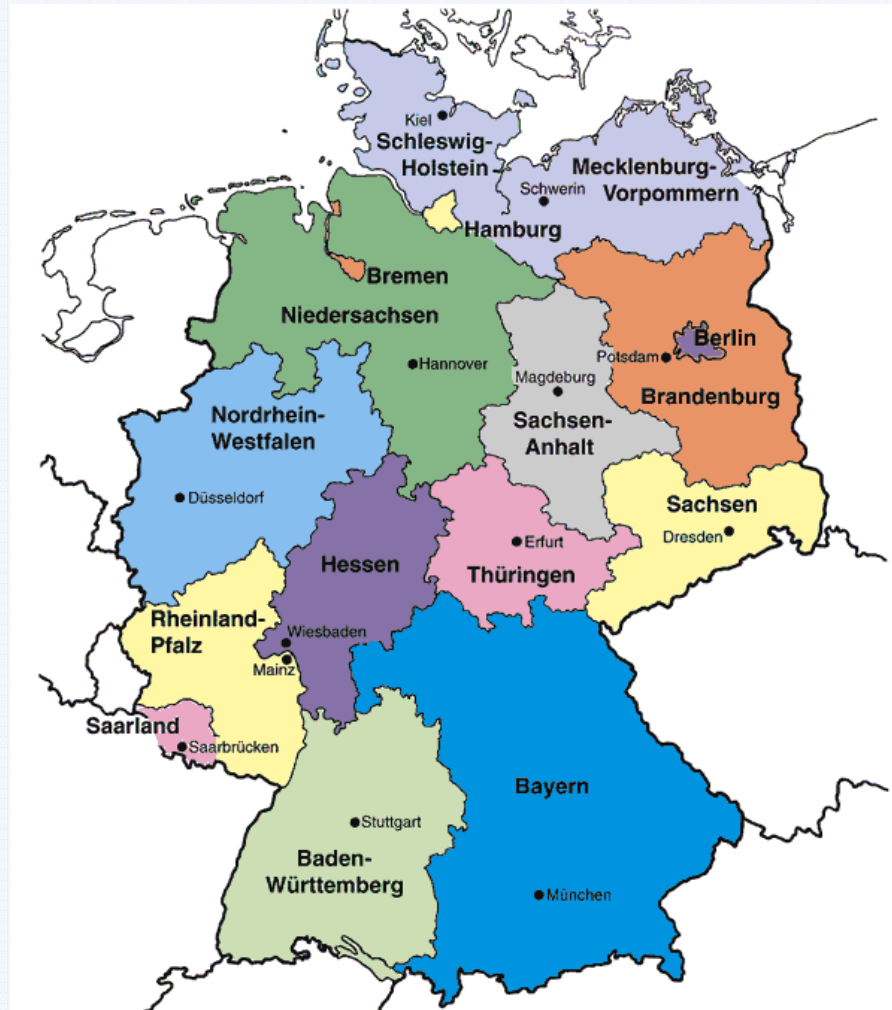 Kiel
Schleswig-
Holstein
Mecklenburg-
Vorpommern
Schwerin
Hamburg
Bremen
Niedersachsen
Hannover
Berlin
Potsdam
Brandenburg
Magdeburg
Sachsen-
Anhalt
Nordrhein-
Westfalen
Düsseldorf
Sachsen
Dresden
Erfurt
Thüringen
Hessen
Rheinland-
Pfalz
Wiesbaden
Mainz
Saarland
Saarbrücken
Bayern
Stuttgart
Baden-
Württemberg
München